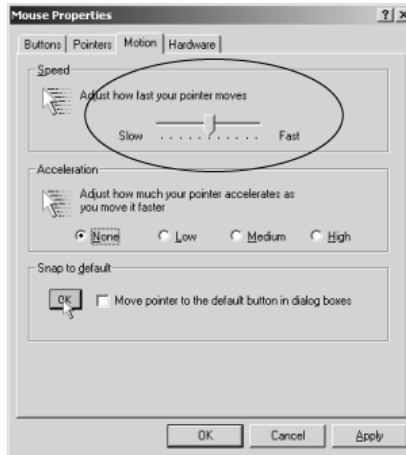 Mouse Properties
Buttons Pointers Motion Hardware
Speed
Adjust how fast your pointer moves
Slow Fast
Acceleration
Adjust how much your pointer accelerates as
you move it faster
None Low Medium High
Snap to default
OK Move pointer to the default button in dialog boxes
OK Cancel Apply